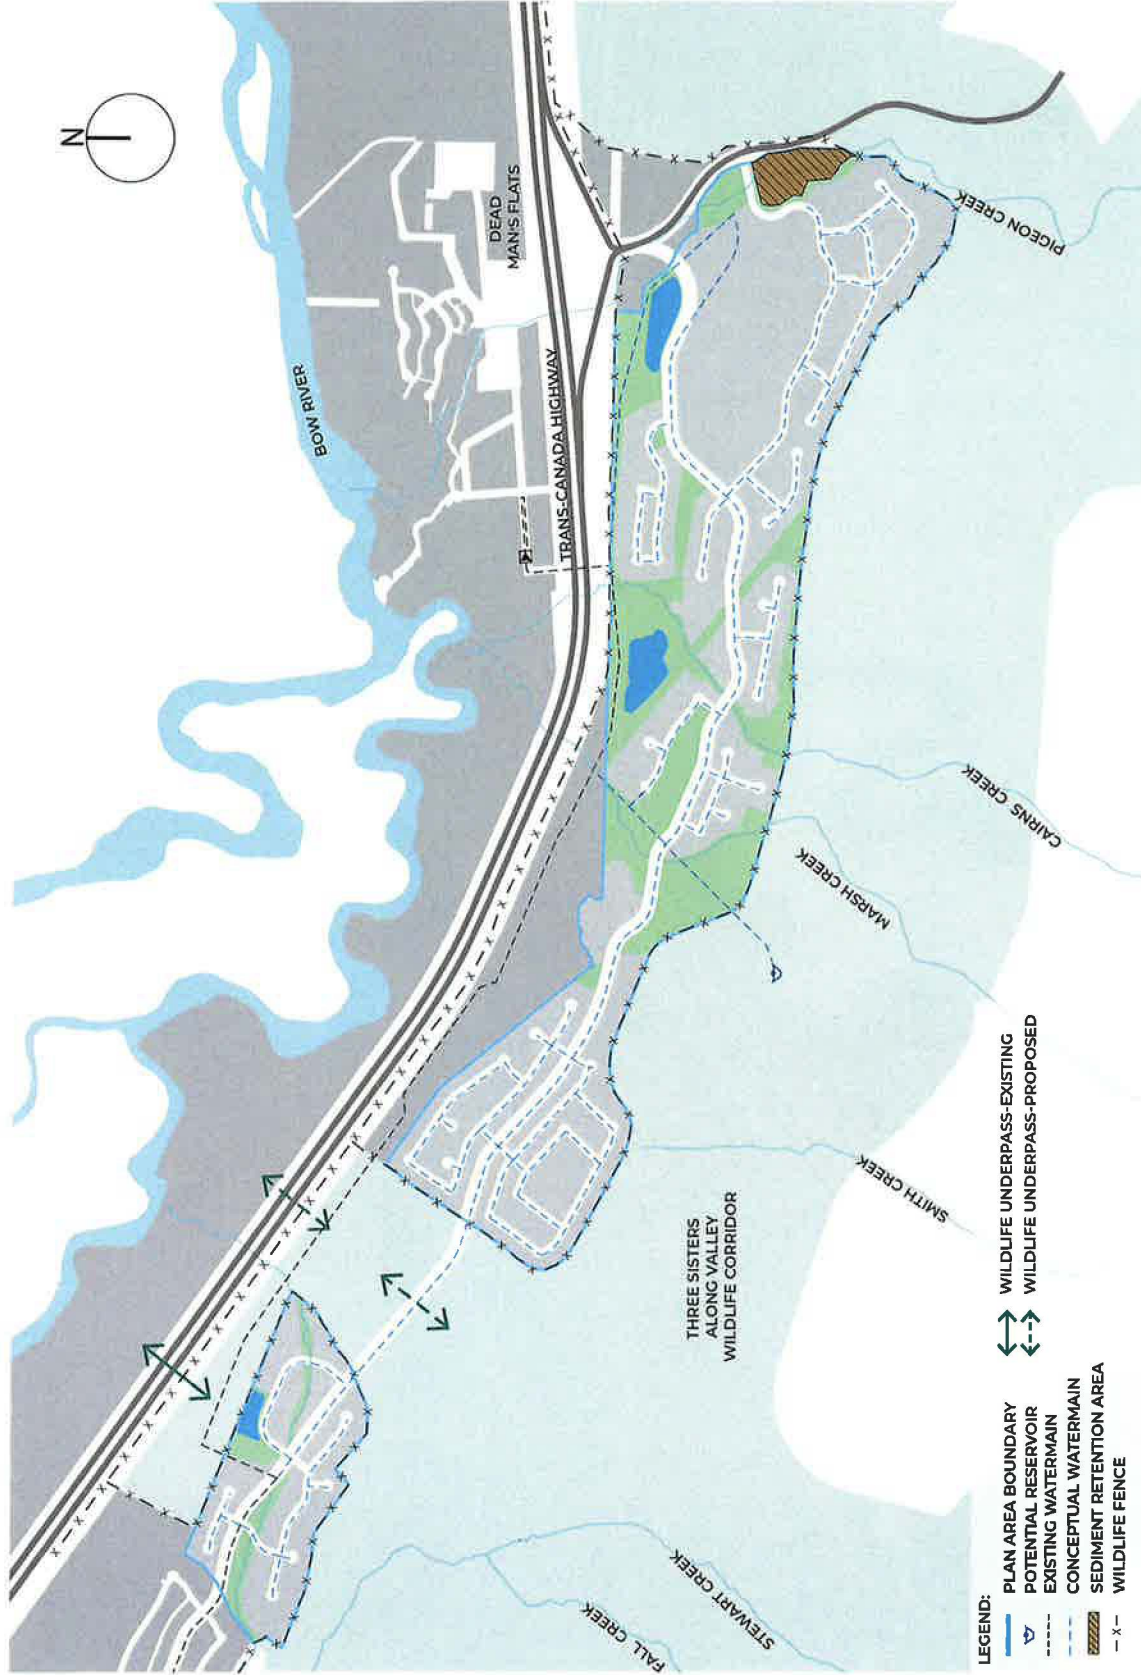 N
BOW RIVER
DEAD
MAN'S FLATS
TRANS-CANADA HIGHWAY
PIGEON CREEK
CAIRNS CREEK
MARSH CREEK
SMITH CREEK
THREE SISTERS
ALONG VALLEY
WILDLIFE CORRIDOR
STEWART CREEK
FALL CREEK
LEGEND:
PLAN AREA BOUNDARY
POTENTIAL RESERVOIR
EXISTING WATERMAIN
CONCEPTUAL WATERMAIN
SEDIMENT RETENTION AREA
WILDLIFE FENCE
WILDLIFE UNDERPASS-EXISTING
WILDLIFE UNDERPASS-PROPOSED